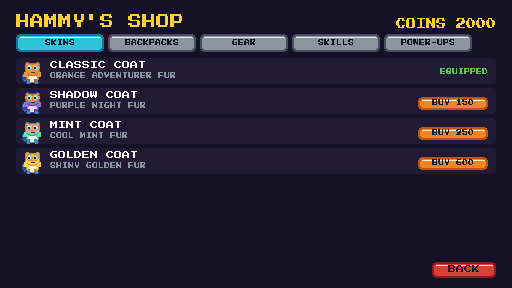 HAMMY'S SHOP
COINS 2000
SKINS BACKPACKS GEAR SKILLS POWER-UPS
CLASSIC COAT
ORANGE ADVENTURER FUR
EQUIPPED
SHADOW COAT
PURPLE NIGHT FUR
BUY 150
MINT COAT
COOL MINT FUR
BUY 250
GOLDEN COAT
SHINY GOLDEN FUR
BUY 600
BACK